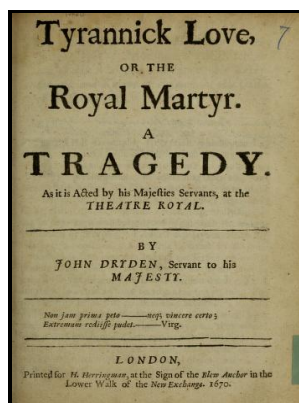 Tyrannick Love,
7
OR THE
Royal Martyr.
A
TRAGEDY.
As it is Acted by his Majeſties Servants, at the
THEATRE ROYAL.
BY
JOHN DRYDEN, Servant to his
MAJESTY.
Non jam prima peto———neq; vincere certo;
Extremum rediiſſe pudet.———Virg.
LONDON,
Printed for H. Herringman, at the Sign of the Blew Anchor in the
Lower Walk of the New Exchange. 1670.